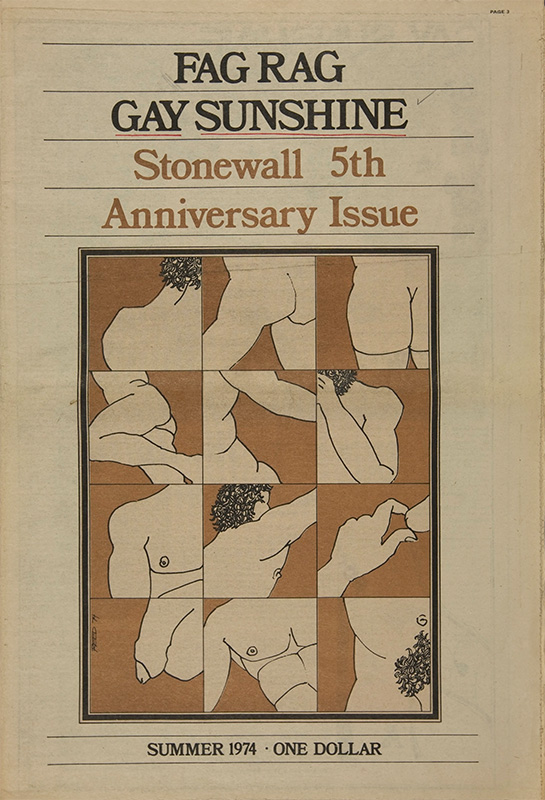 PAGE 3
FAG RAG
GAY SUNSHINE
Stonewall 5th
Anniversary Issue
SUMMER 1974 · ONE DOLLAR